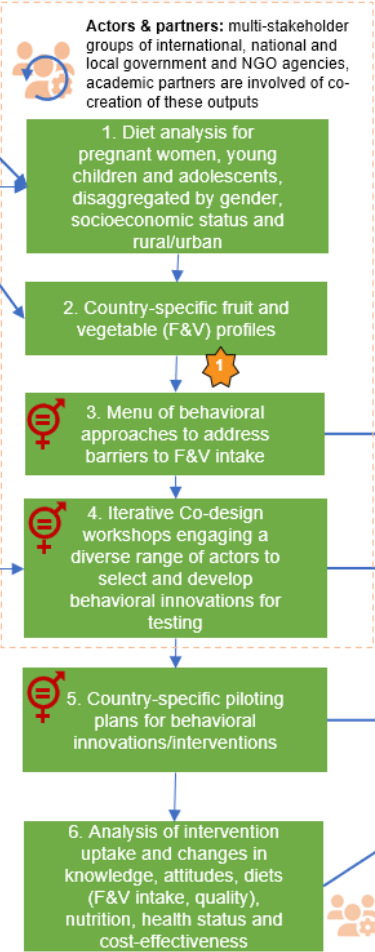 Actors & partners: multi-stakeholder
groups of international, national and
local government and NGO agencies,
academic partners are involved of co-
creation of these outputs
1. Diet analysis for
pregnant women, young
children and adolescents,
disaggregated by gender,
socioeconomic status and
rural/urban
2. Country-specific fruit and
vegetable (F&V) profiles
1
3. Menu of behavioral
approaches to address
barriers to F&V intake
4. Iterative Co-design
workshops engaging a
diverse range of actors to
select and develop
behavioral innovations for
testing
5. Country-specific piloting
plans for behavioral
innovations/interventions
6. Analysis of intervention
uptake and changes in
knowledge, attitudes, diets
(F&V intake, quality),
nutrition, health status and
cost-effectiveness